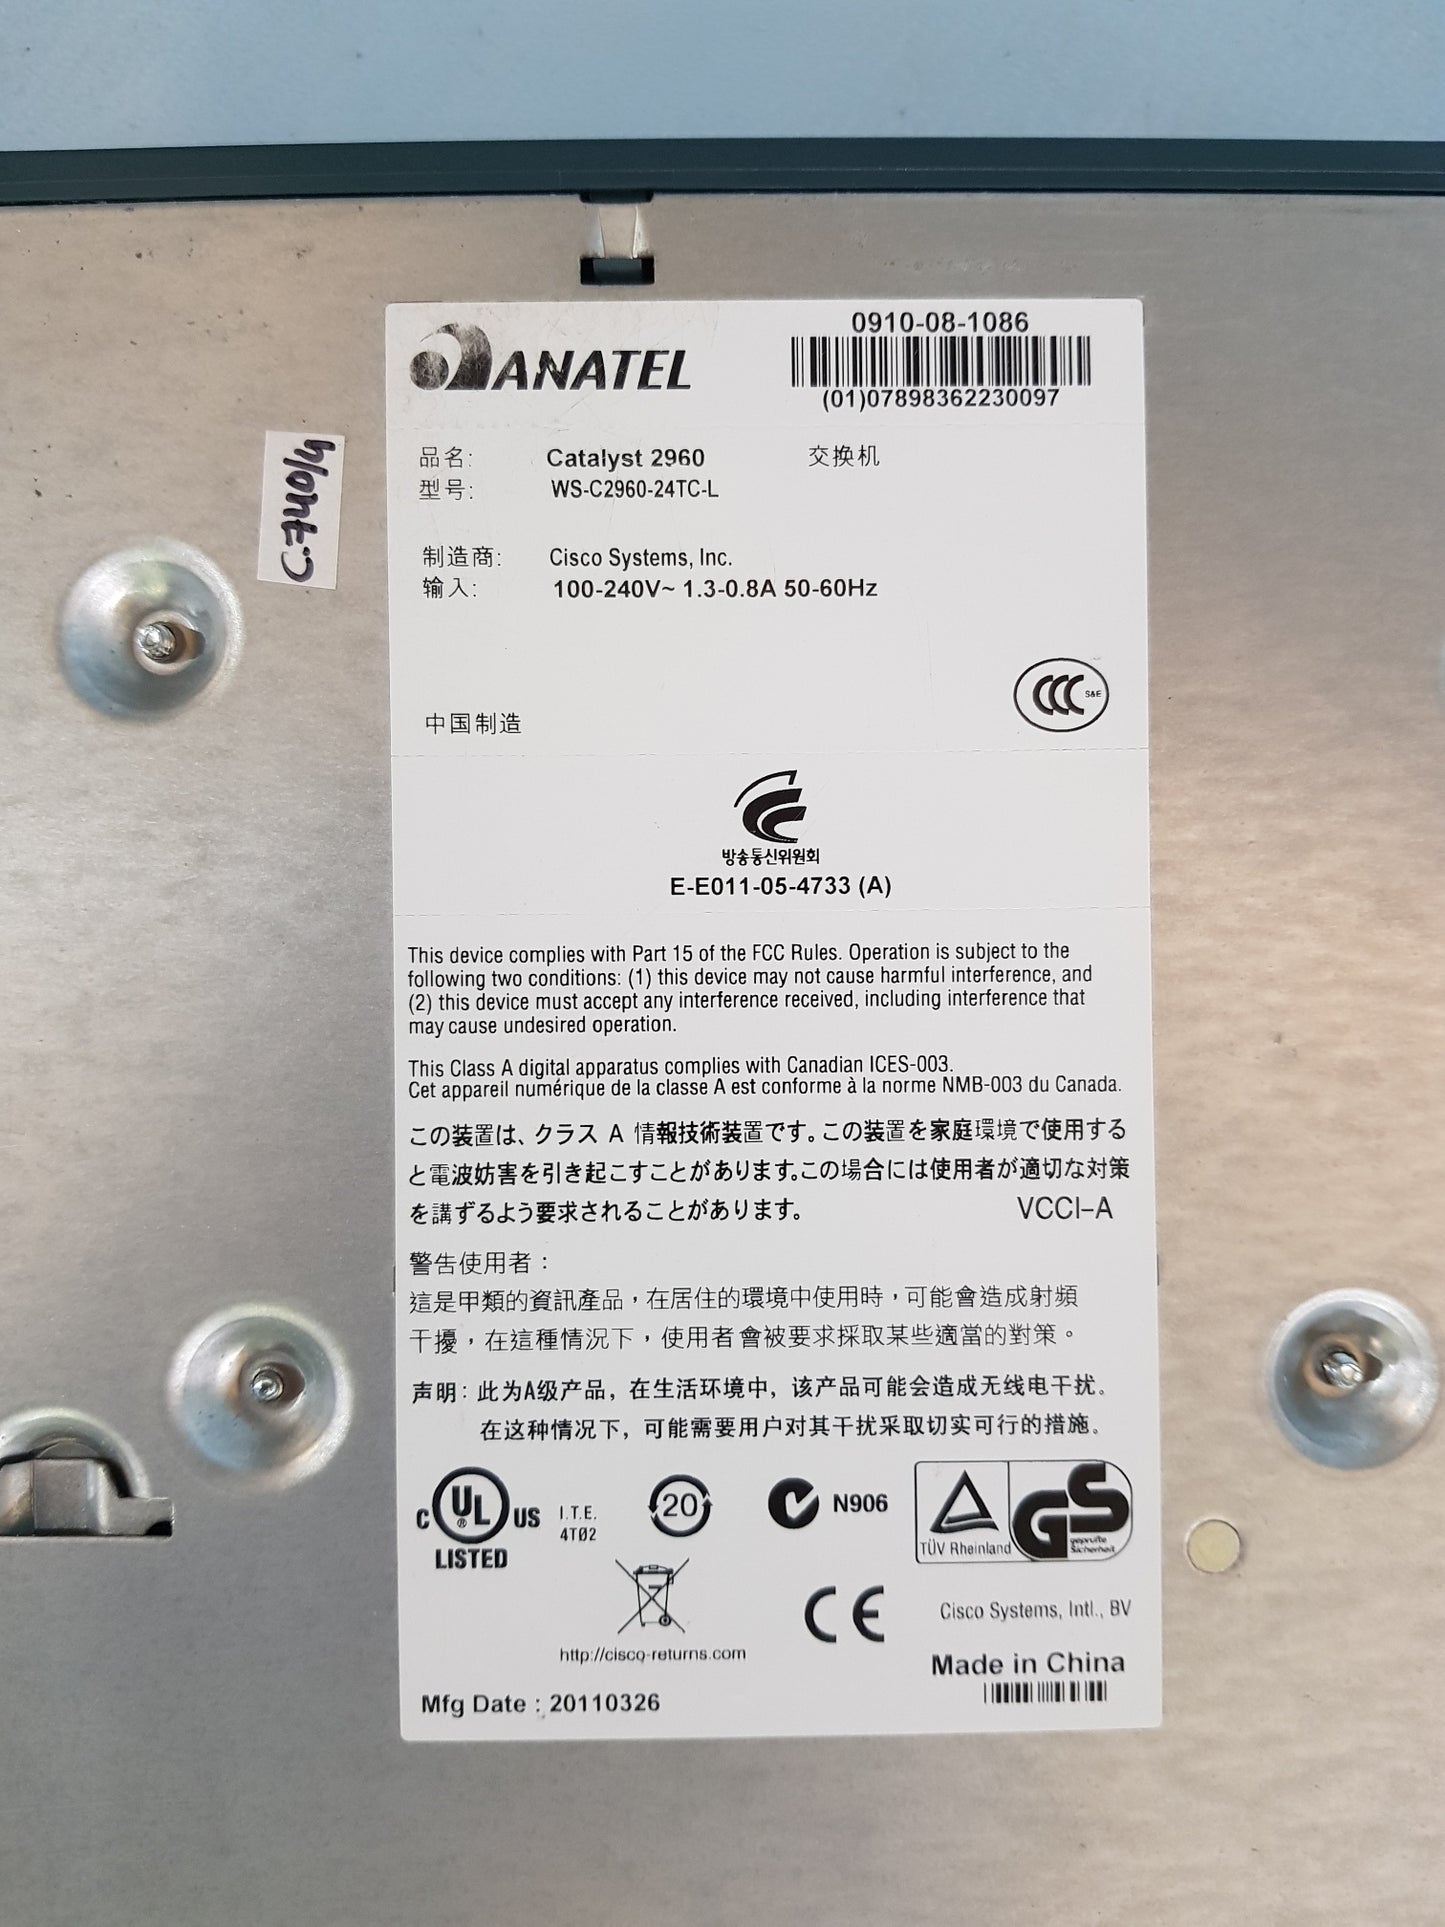 ANATEL
0910-08-1086
(01)07898362230097
品名: Catalyst 2960 交换机
型号: WS-C2960-24TC-L
制造商: Cisco Systems, Inc.
输入: 100-240V~ 1.3-0.8A 50-60Hz
中国制造
CCC S&E
방송통신위원회
E-E011-05-4733 (A)
This device complies with Part 15 of the FCC Rules. Operation is subject to the
following two conditions: (1) this device may not cause harmful interference, and
(2) this device must accept any interference received, including interference that
may cause undesired operation.
This Class A digital apparatus complies with Canadian ICES-003.
Cet appareil numérique de la classe A est conforme à la norme NMB-003 du Canada.
この装置は、クラス A 情報技術装置です。この装置を家庭環境で使用する
と電波妨害を引き起こすことがあります。この場合には使用者が適切な対策
を講ずるよう要求されることがあります。 VCCI-A
警告使用者：
這是甲類的資訊產品，在居住的環境中使用時，可能會造成射頻
干擾，在這種情況下，使用者會被要求採取某些適當的對策。
声明：此为A级产品，在生活环境中，该产品可能会造成无线电干扰。
在这种情况下，可能需要用户对其干扰采取切实可行的措施。
C UL ® US
LISTED
I.T.E.
4T02
20
N906
TÜV Rheinland
GS
geprüfte
Sicherheit
CE
Cisco Systems, Intl., BV
http://cisco-returns.com
Made in China
Mfg Date : 20110326